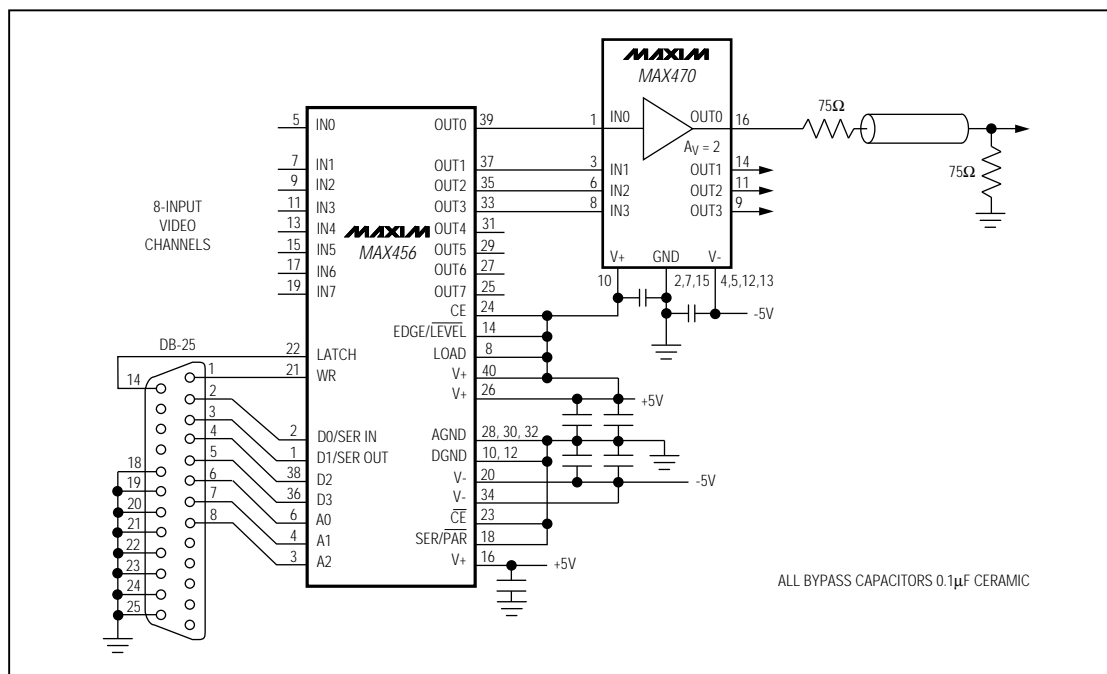 MAXIM
MAX470
MAXIM
MAX456
8-INPUT
VIDEO
CHANNELS
5 IN0
7 IN1
9 IN2
11 IN3
13 IN4
15 IN5
17 IN6
19 IN7
22 LATCH
21 WR
2 D0/SER IN
1 D1/SER OUT
38 D2
36 D3
6 A0
4 A1
3 A2
OUT0 39
OUT1 37
OUT2 35
OUT3 33
OUT4 31
OUT5 29
OUT6 27
OUT7 25
CE 24
EDGE/LEVEL 14
LOAD 8
V+ 40
V+ 26
AGND 28, 30, 32
DGND 10, 12
V- 20
V- 34
CE 23
SER/PAR 18
V+ 16
+5V
-5V
+5V
1 IN0
3 IN1
6 IN2
8 IN3
AV = 2
OUT0 16
OUT1 14
OUT2 11
OUT3 9
V+ GND V-
10 2,7,15 4,5,12,13
-5V
75Ω
75Ω
DB-25
1
14
2
3
4
5
18
6
19
7
20
8
21
22
23
24
25
ALL BYPASS CAPACITORS 0.1μF CERAMIC